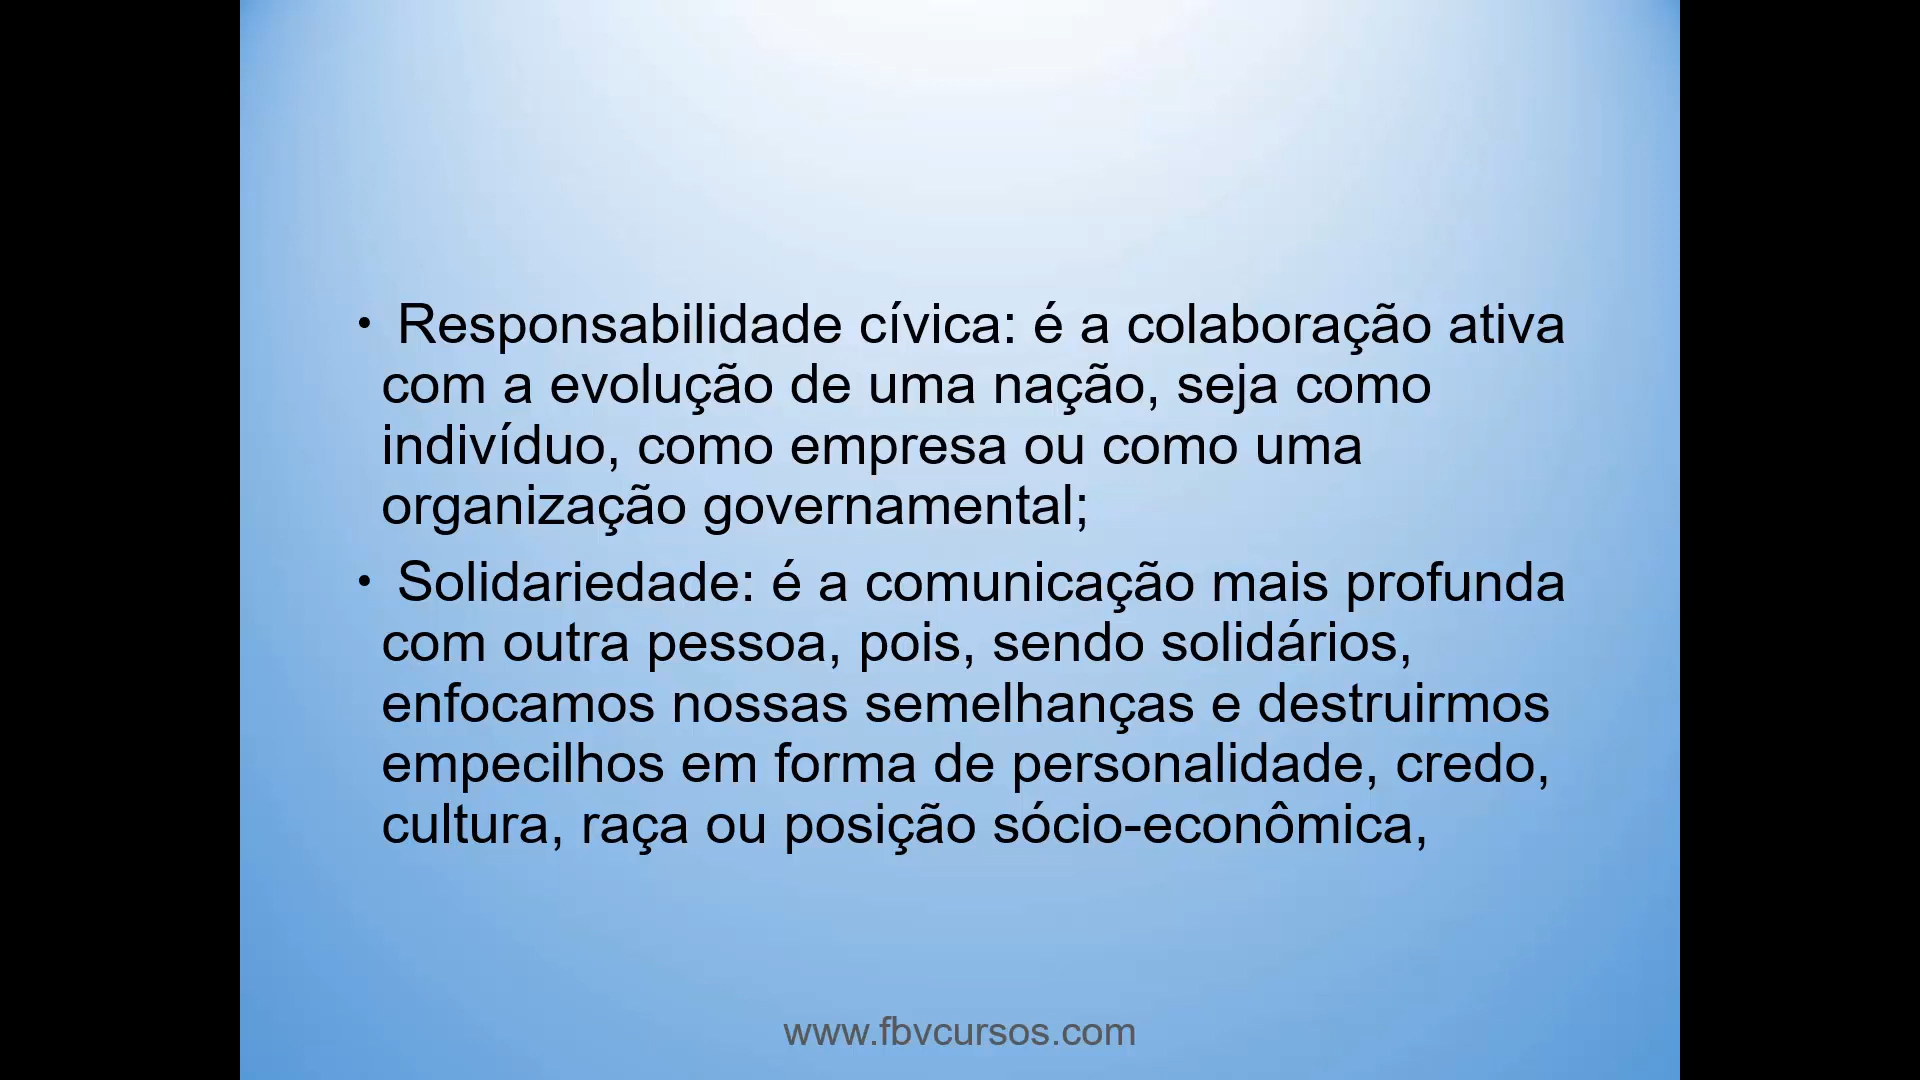 • Responsabilidade cívica: é a colaboração ativa
com a evolução de uma nação, seja como
indivíduo, como empresa ou como uma
organização governamental;
• Solidariedade: é a comunicação mais profunda
com outra pessoa, pois, sendo solidários,
enfocamos nossas semelhanças e destruirmos
empecilhos em forma de personalidade, credo,
cultura, raça ou posição sócio-econômica,
www.fbvcursos.com